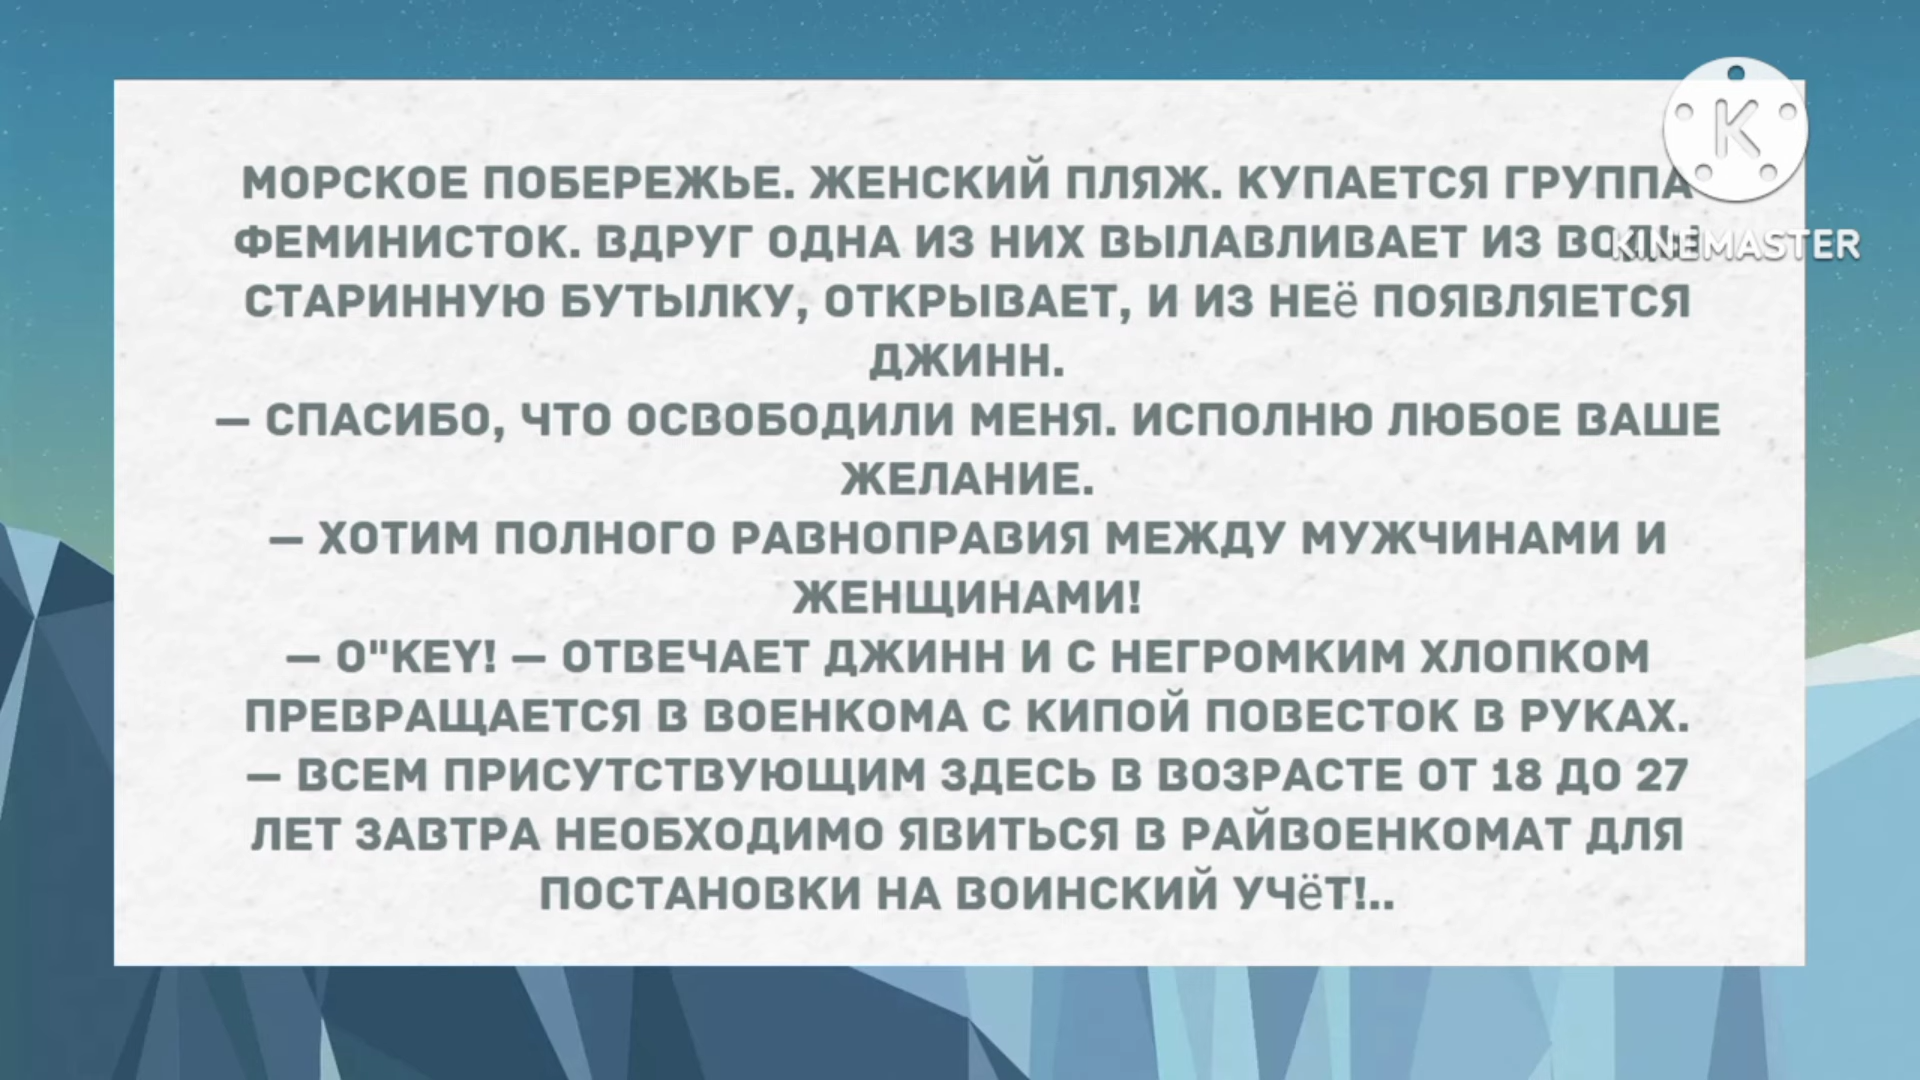 МОРСКОЕ ПОБЕРЕЖЬЕ. ЖЕНСКИЙ ПЛЯЖ. КУПАЕТСЯ ГРУППА
ФЕМИНИСТОК. ВДРУГ ОДНА ИЗ НИХ ВЫЛАВЛИВАЕТ ИЗ ВОДЫ
СТАРИННУЮ БУТЫЛКУ, ОТКРЫВАЕТ, И ИЗ НЕё ПОЯВЛЯЕТСЯ
ДЖИНН.
— СПАСИБО, ЧТО ОСВОБОДИЛИ МЕНЯ. ИСПОЛНЮ ЛЮБОЕ ВАШЕ
ЖЕЛАНИЕ.
— ХОТИМ ПОЛНОГО РАВНОПРАВИЯ МЕЖДУ МУЖЧИНАМИ И
ЖЕНЩИНАМИ!
— O"KEY! — ОТВЕЧАЕТ ДЖИНН И С НЕГРОМКИМ ХЛОПКОМ
ПРЕВРАЩАЕТСЯ В ВОЕНКОМА С КИПОЙ ПОВЕСТОК В РУКАХ.
— ВСЕМ ПРИСУТСТВУЮЩИМ ЗДЕСЬ В ВОЗРАСТЕ ОТ 18 ДО 27
ЛЕТ ЗАВТРА НЕОБХОДИМО ЯВИТЬСЯ В РАЙВОЕНКОМАТ ДЛЯ
ПОСТАНОВКИ НА ВОИНСКИЙ УЧёТ!..
K
KINEMASTER